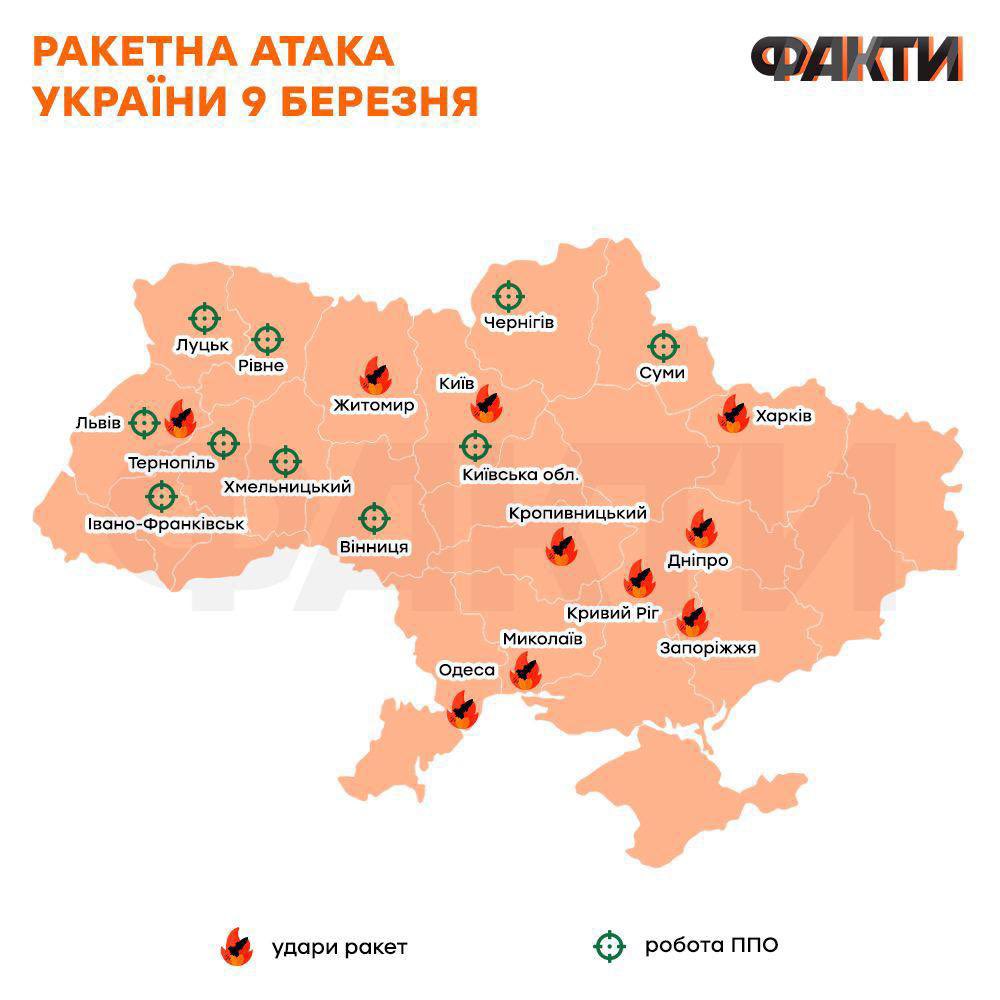 РАКЕТНА АТАКА
УКРАЇНИ 9 БЕРЕЗНЯ
ФАКТИ
Чернігів
Луцьк
Рівне
Суми
Київ
Житомир
Харків
Львів
Тернопіль
Київська обл.
Хмельницький
Кропивницький
Івано-Франківськ
Вінниця
Дніпро
Кривий Ріг
Миколаїв
Запоріжжя
Одеса
ФАКТИ
удари ракет
робота ППО